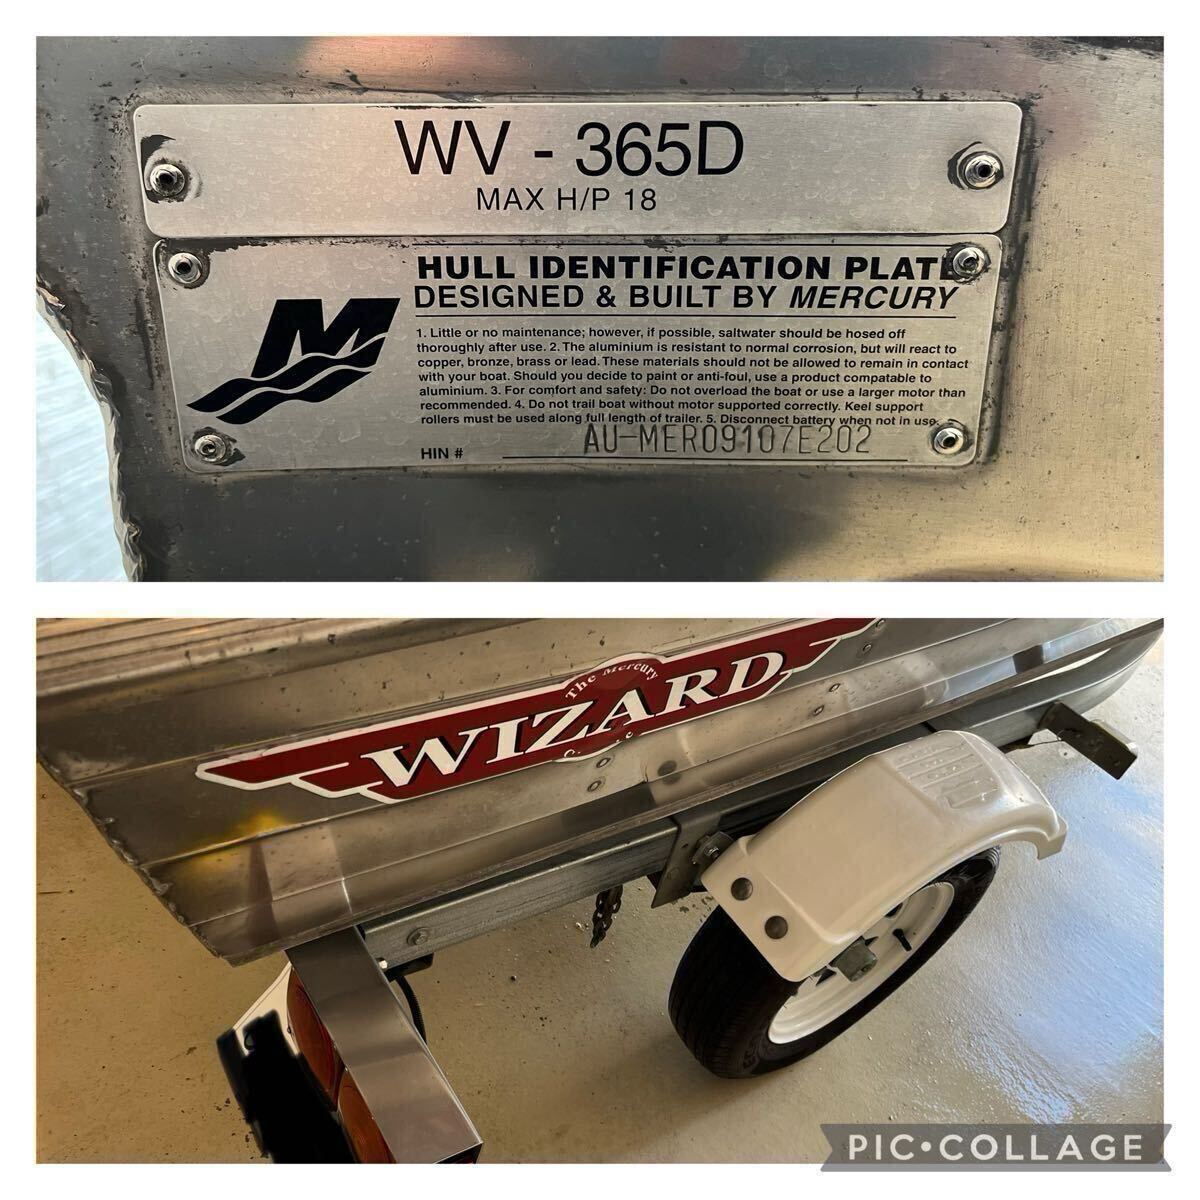 WV - 365D
MAX H/P 18
HULL IDENTIFICATION PLATE
DESIGNED & BUILT BY MERCURY
1. Little or no maintenance; however, if possible, saltwater should be hosed off
thoroughly after use. 2. The aluminium is resistant to normal corrosion, but will react to
copper, bronze, brass or lead. These materials should not be allowed to remain in contact
with your boat. Should you decide to paint or anti-foul, use a product compatable to
aluminium. 3. For comfort and safety: Do not overload the boat or use a larger motor than
recommended. 4. Do not trail boat without motor supported correctly. Keel support
rollers must be used along full length of trailer. 5. Disconnect battery when not in use.
HIN # AU-MER09107E202
M
The Mercury
WIZARD
PIC•COLLAGE